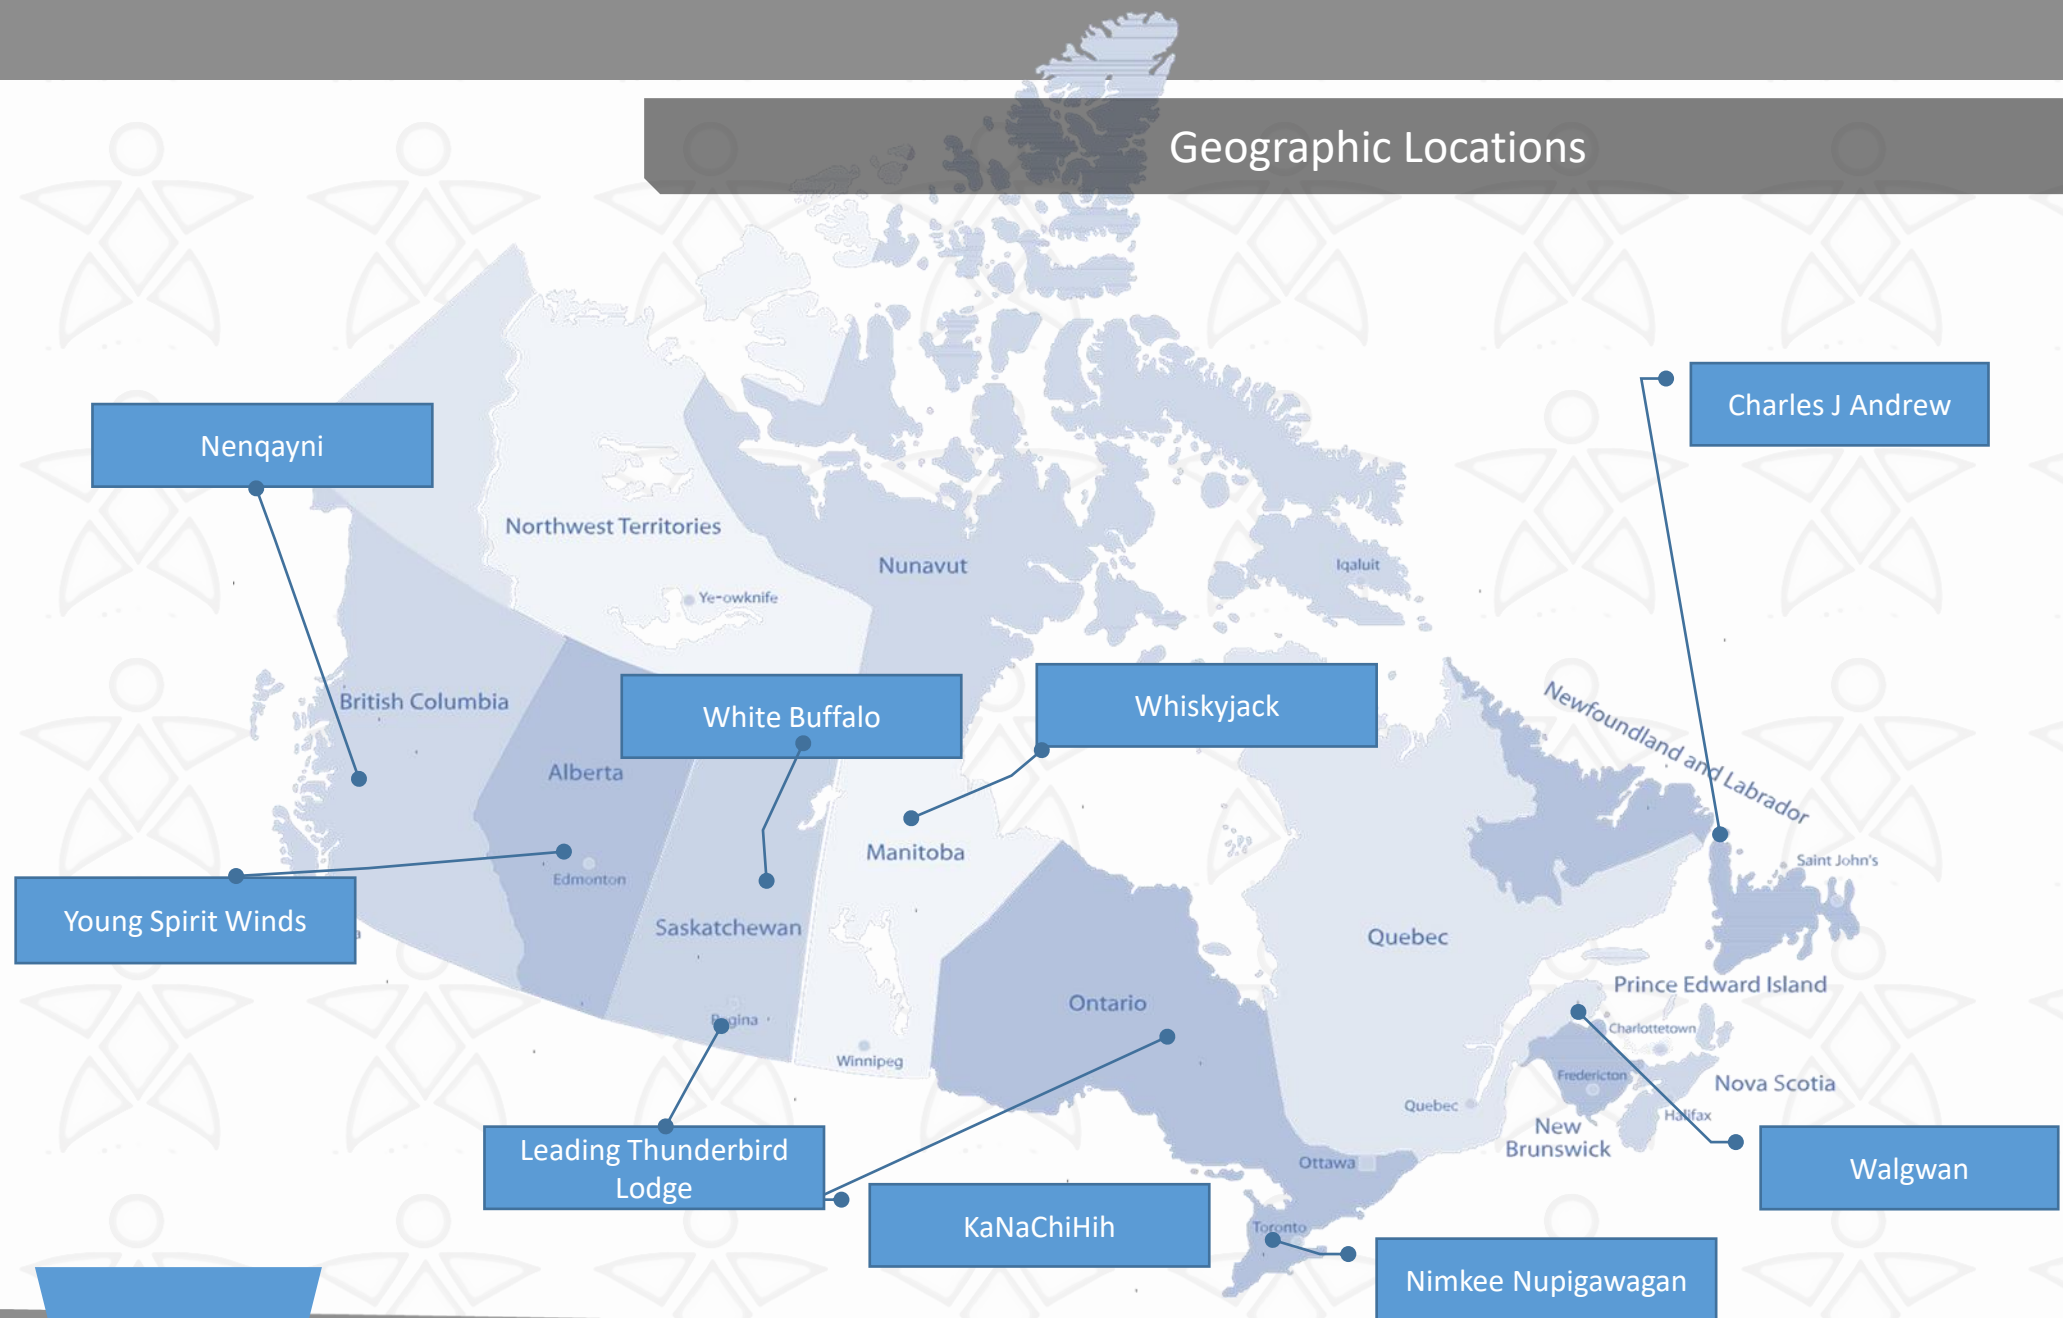 Geographic Locations
Charles J Andrew
Nenqayni
Northwest Territories
Nunavut
Iqaluit
Ye-owknife
British Columbia
White Buffalo
Whiskyjack
Newfoundland and Labrador
Alberta
Manitoba
Saint John's
Edmonton
Young Spirit Winds
Saskatchewan
Quebec
Prince Edward Island
Ontario
Regina
Charlottetown
Winnipeg
Fredericton
Nova Scotia
Quebec
Halifax
New
Brunswick
Leading Thunderbird
Lodge
Ottawa
Walgwan
KaNaChiHih
Toronto
Nimkee Nupigawagan